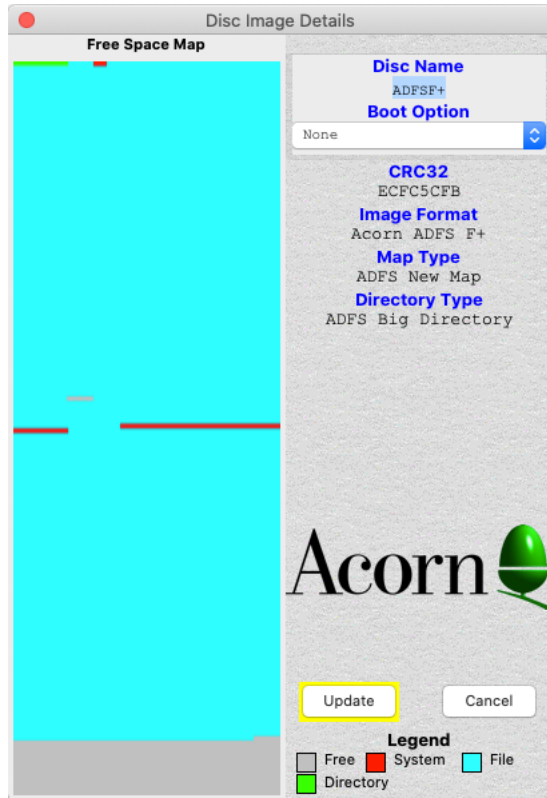 Disc Image Details
Free Space Map
Disc Name
ADFSF+
Boot Option
None
CRC32
ECFC5CFB
Image Format
Acorn ADFS F+
Map Type
ADFS New Map
Directory Type
ADFS Big Directory
Acorn
Update
Cancel
Legend
Free System File
Directory